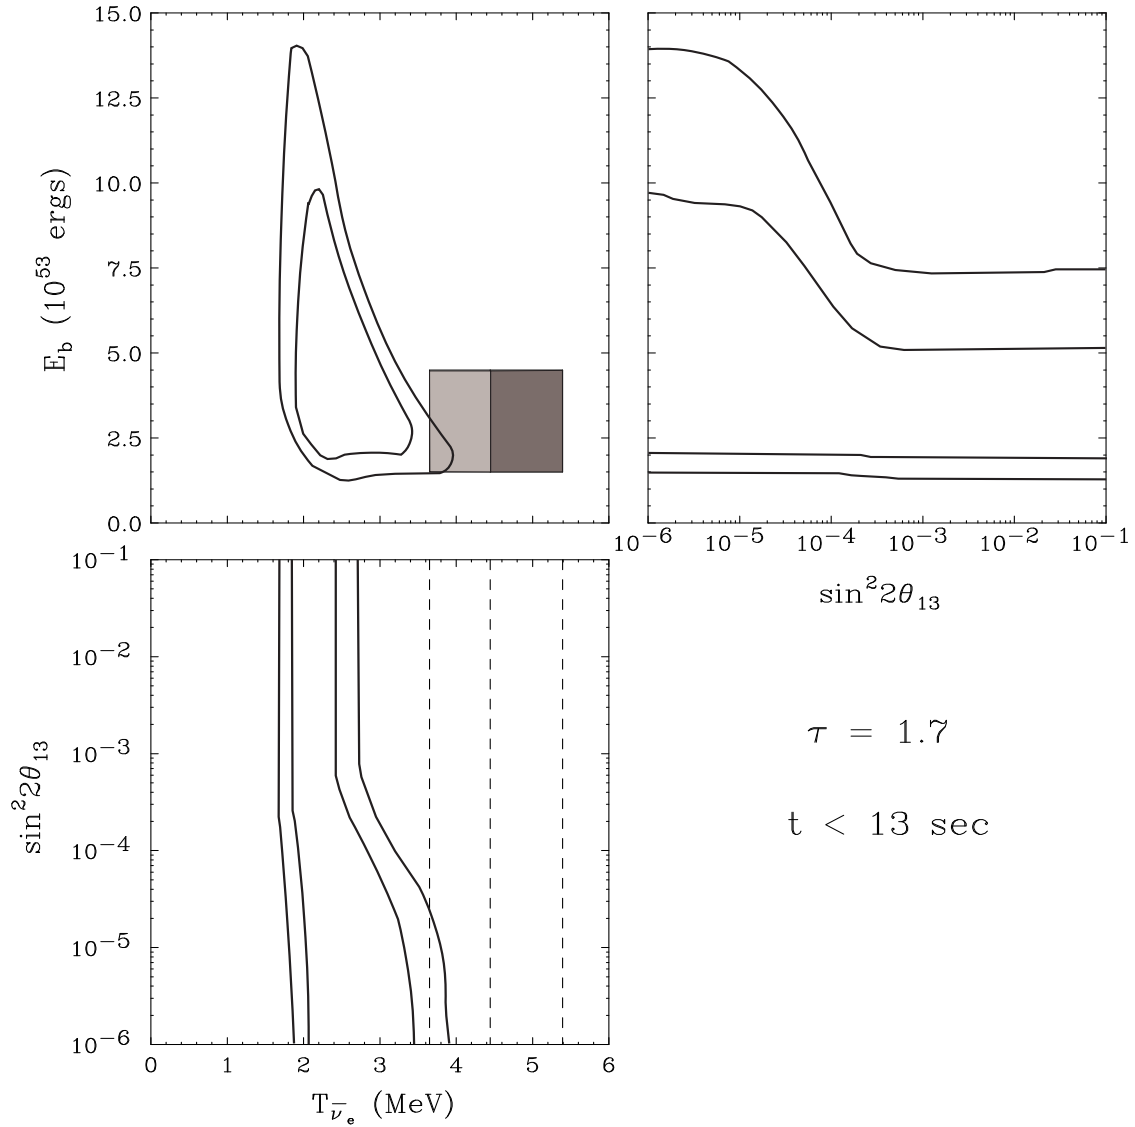 15.0
12.5
10.0
7.5
5.0
2.5
0.0
E_b (10^53 ergs)
10^−6 10^−5 10^−4 10^−3 10^−2 10^−1
sin^2 2θ_13
10^−1
10^−2
10^−3
10^−4
10^−5
10^−6
sin^2 2θ_13
τ = 1.7
t < 13 sec
0 1 2 3 4 5 6
T_ν̅_e (MeV)